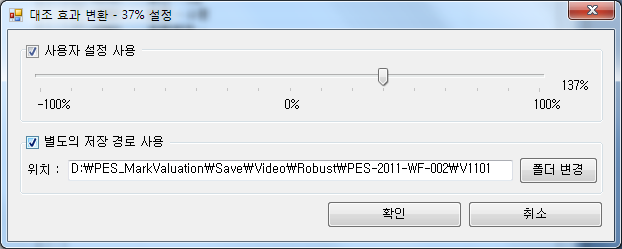 대조 효과 변환 - 37% 설정
사용자 설정 사용
137%
-100% 0% 100%
별도의 저장 경로 사용
위치 : D:₩PES_MarkValuation₩Save₩Video₩Robust₩PES-2011-WF-002₩V1101 폴더 변경
확인 취소